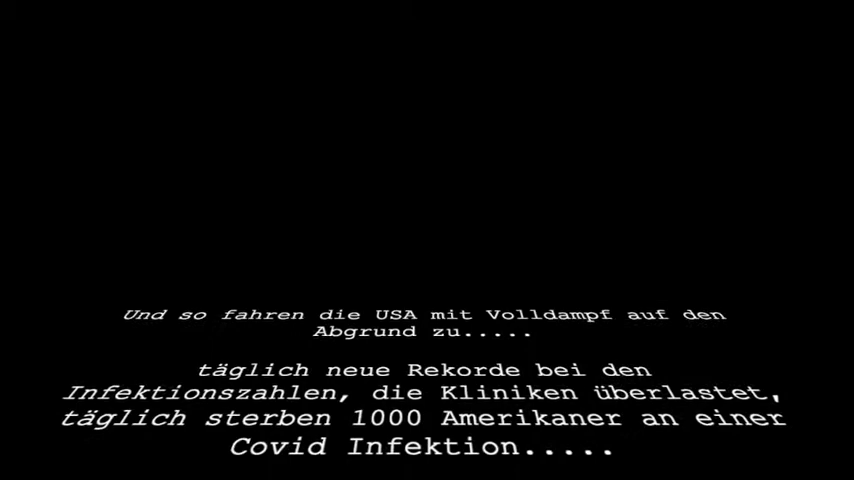 Und so fahren die USA mit Volldampf auf den
Abgrund zu.....
täglich neue Rekorde bei den
Infektionszahlen, die Kliniken überlastet,
täglich sterben 1000 Amerikaner an einer
Covid Infektion.....